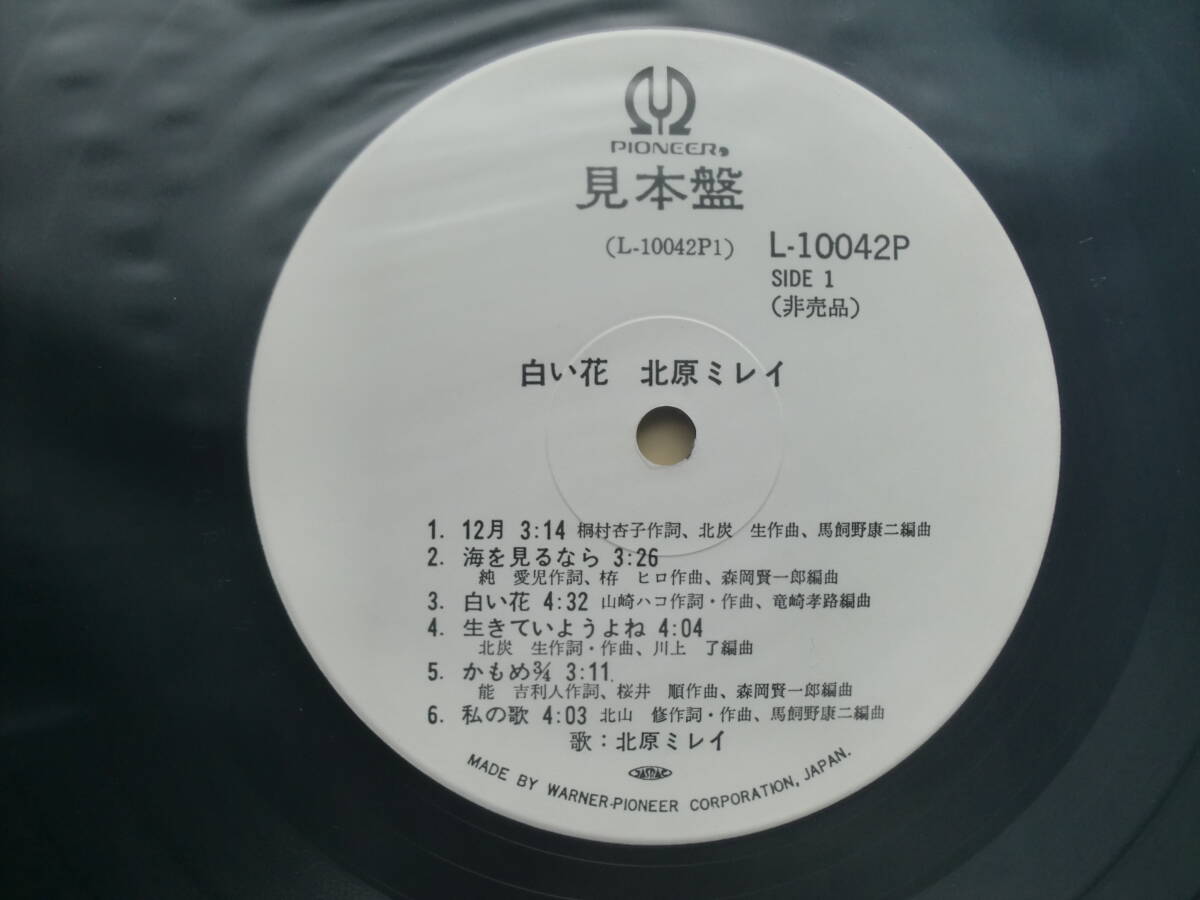 PIONEER
見本盤
(L-10042P1) L-10042P
SIDE 1
(非売品)
白い花 北原ミレイ
1. 12月 3:14 桐村杏子作詞、北炭 生作曲、馬飼野康二編曲
2. 海を見るなら 3:26
純 愛児作詞、栫 ヒロ作曲、森岡賢一郎編曲
3. 白い花 4:32 山崎ハコ作詞・作曲、竜崎孝路編曲
4. 生きていようよね 4:04
北炭 生作詞・作曲、川上 了編曲
5. かもめ¾ 3:11
能 吉利人作詞、桜井 順作曲、森岡賢一郎編曲
6. 私の歌 4:03 北山 修作詞・作曲、馬飼野康二編曲
歌:北原ミレイ
JASRAC
MADE BY WARNER-PIONEER CORPORATION, JAPAN.